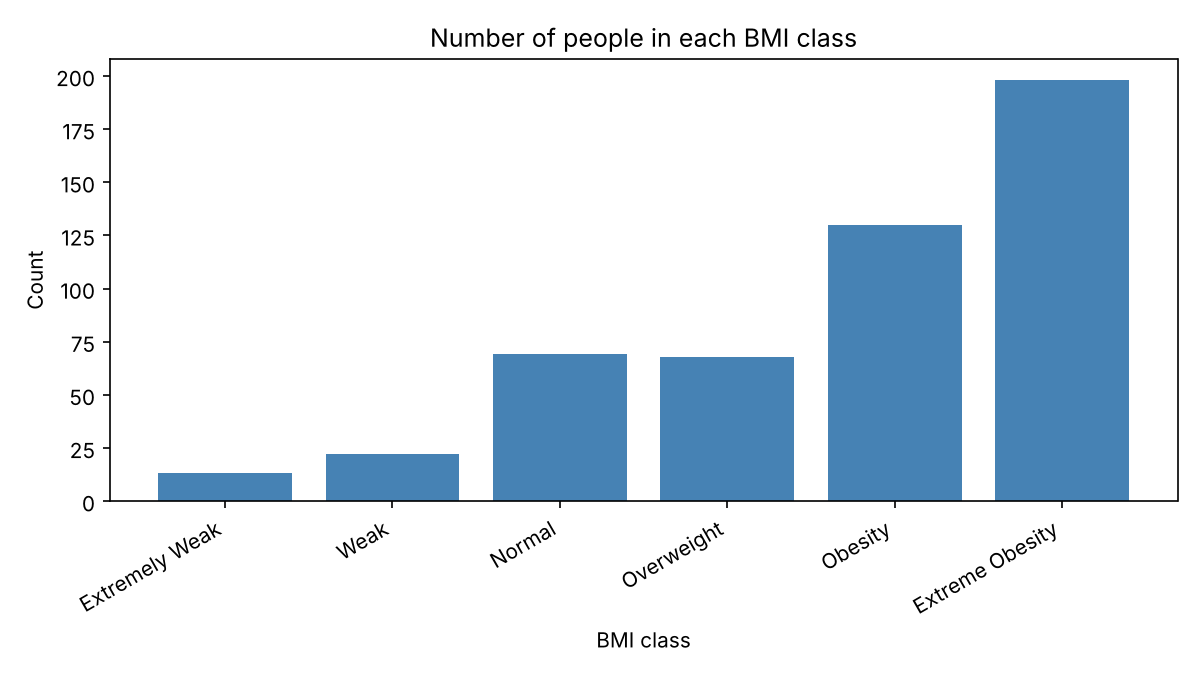 Number of people in each BMI class
Count
200
175
150
125
100
75
50
25
0
Extremely Weak
Weak
Normal
Overweight
Obesity
Extreme Obesity
BMI class